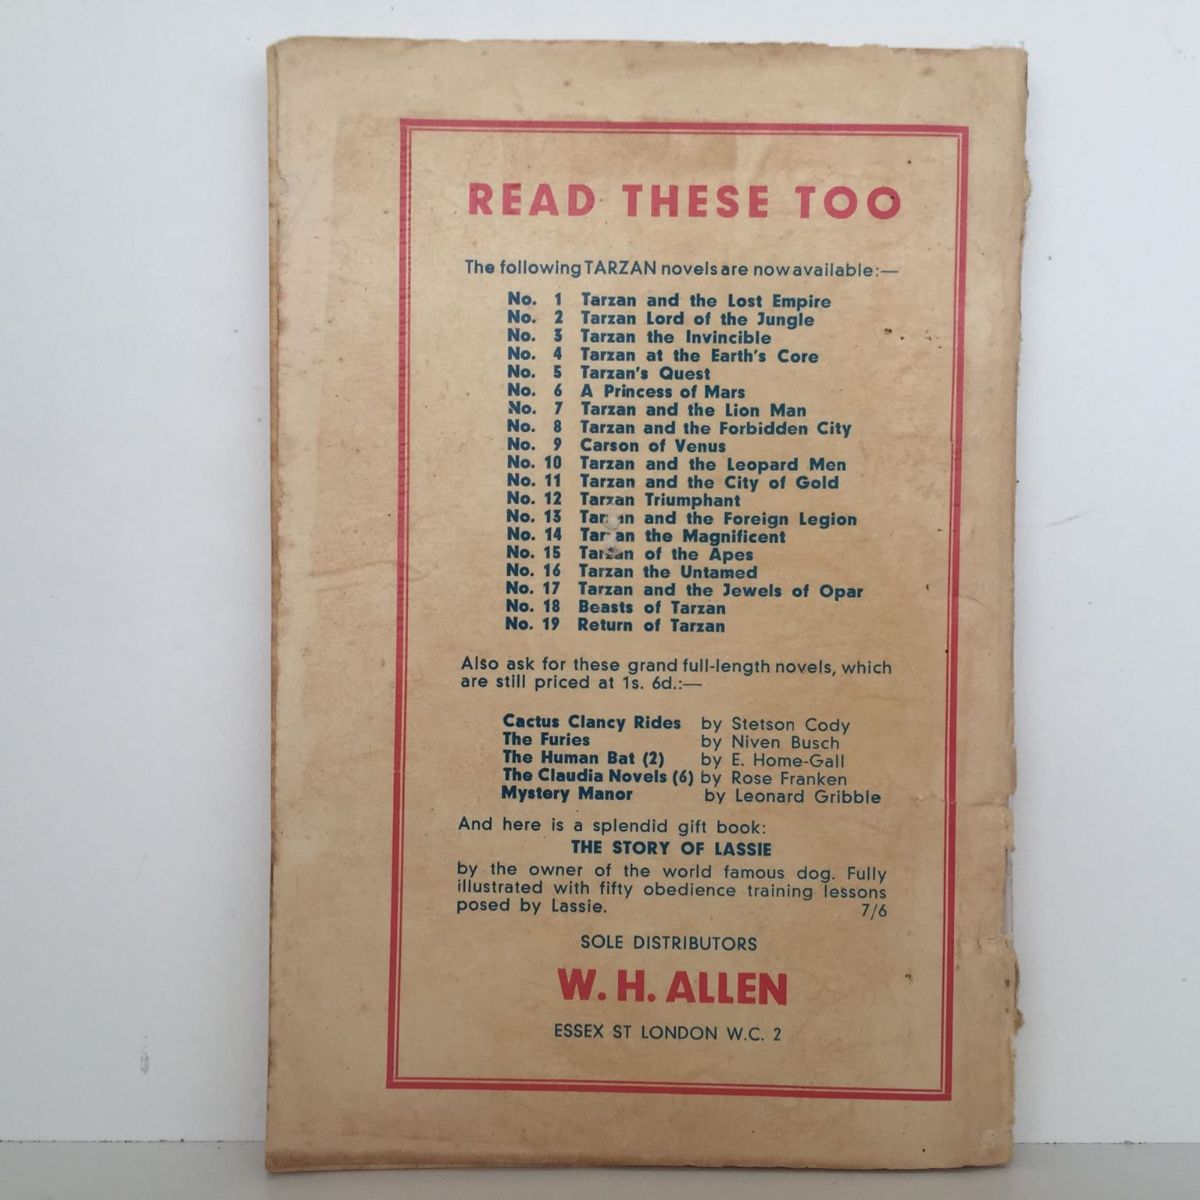 READ THESE TOO
The following TARZAN novels are now available:—
No. 1 Tarzan and the Lost Empire
No. 2 Tarzan Lord of the Jungle
No. 3 Tarzan the Invincible
No. 4 Tarzan at the Earth's Core
No. 5 Tarzan's Quest
No. 6 A Princess of Mars
No. 7 Tarzan and the Lion Man
No. 8 Tarzan and the Forbidden City
No. 9 Carson of Venus
No. 10 Tarzan and the Leopard Men
No. 11 Tarzan and the City of Gold
No. 12 Tarzan Triumphant
No. 13 Tarzan and the Foreign Legion
No. 14 Tarzan the Magnificent
No. 15 Tarzan of the Apes
No. 16 Tarzan the Untamed
No. 17 Tarzan and the Jewels of Opar
No. 18 Beasts of Tarzan
No. 19 Return of Tarzan
Also ask for these grand full-length novels, which
are still priced at 1s. 6d.:—
Cactus Clancy Rides by Stetson Cody
The Furies by Niven Busch
The Human Bat (2) by E. Home-Gall
The Claudia Novels (6) by Rose Franken
Mystery Manor by Leonard Gribble
And here is a splendid gift book:
THE STORY OF LASSIE
by the owner of the world famous dog. Fully
illustrated with fifty obedience training lessons
posed by Lassie. 7/6
SOLE DISTRIBUTORS
W. H. ALLEN
ESSEX ST LONDON W.C. 2